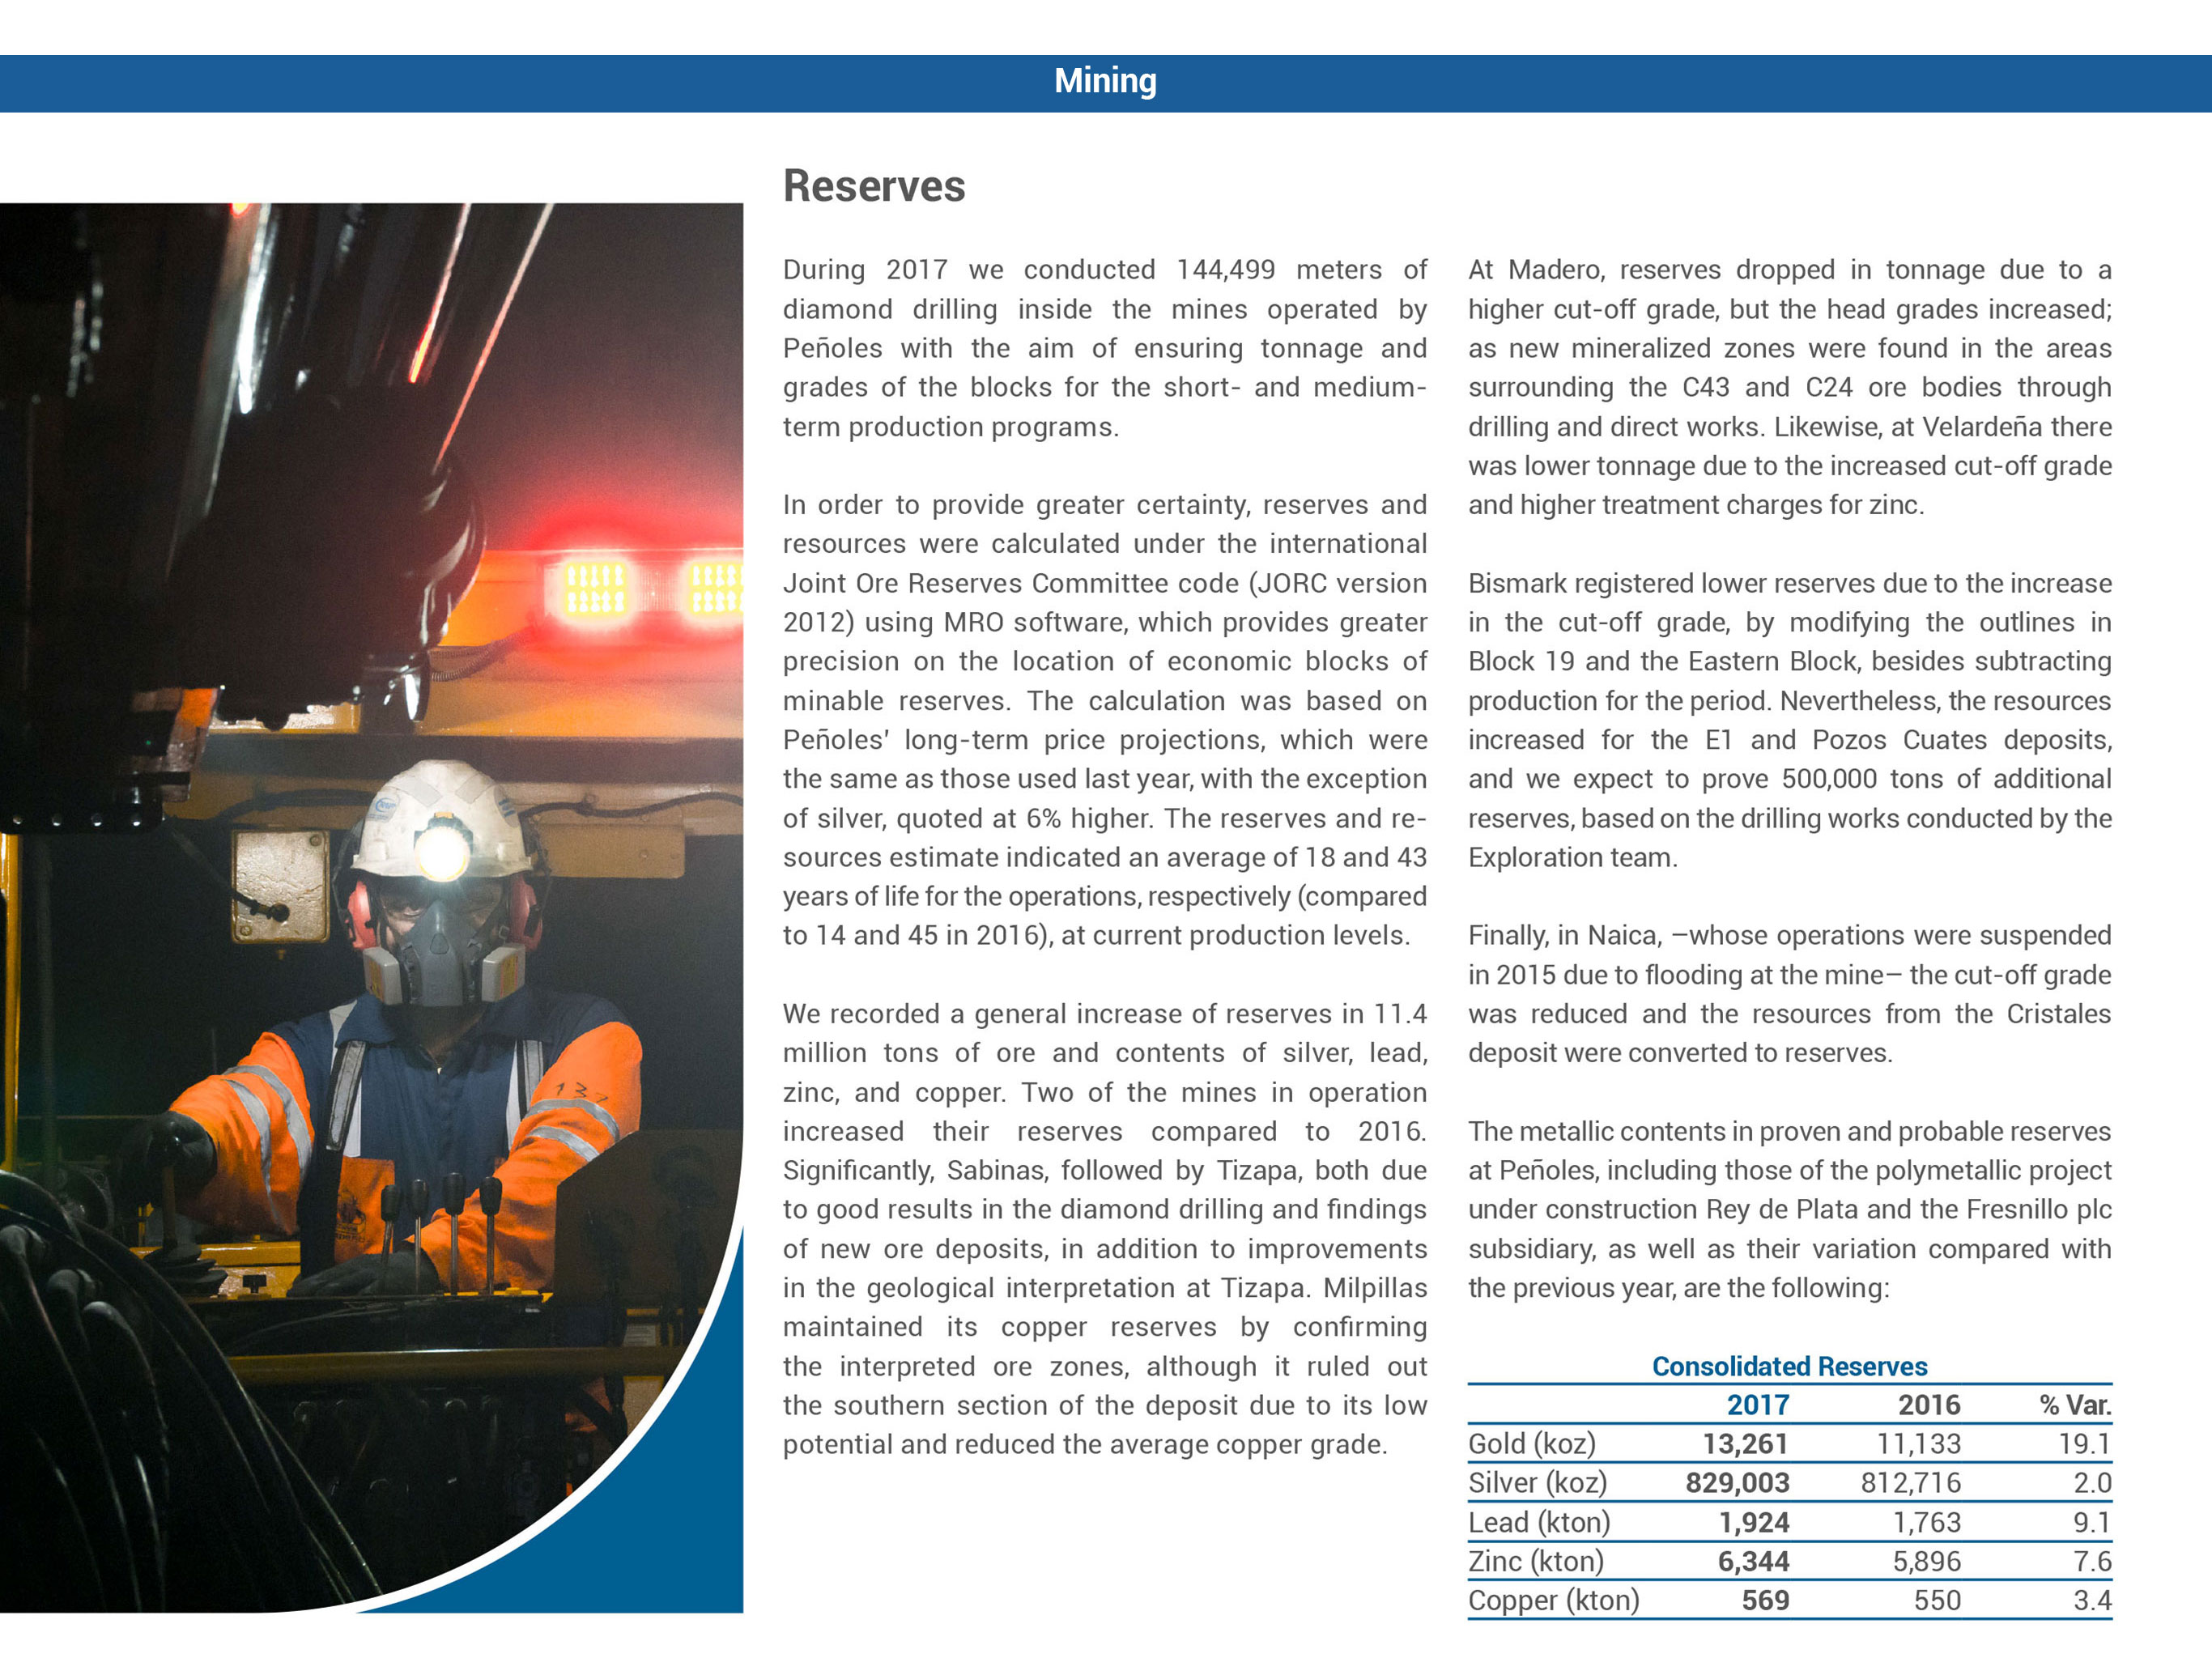 Mining
Reserves
During 2017 we conducted 144,499 meters of
diamond drilling inside the mines operated by
Peñoles with the aim of ensuring tonnage and
grades of the blocks for the short- and medium-
term production programs.
In order to provide greater certainty, reserves and
resources were calculated under the international
Joint Ore Reserves Committee code (JORC version
2012) using MRO software, which provides greater
precision on the location of economic blocks of
minable reserves. The calculation was based on
Peñoles’ long-term price projections, which were
the same as those used last year, with the exception
of silver, quoted at 6% higher. The reserves and re-
sources estimate indicated an average of 18 and 43
years of life for the operations, respectively (compared
to 14 and 45 in 2016), at current production levels.
We recorded a general increase of reserves in 11.4
million tons of ore and contents of silver, lead,
zinc, and copper. Two of the mines in operation
increased their reserves compared to 2016.
Significantly, Sabinas, followed by Tizapa, both due
to good results in the diamond drilling and findings
of new ore deposits, in addition to improvements
in the geological interpretation at Tizapa. Milpillas
maintained its copper reserves by confirming
the interpreted ore zones, although it ruled out
the southern section of the deposit due to its low
potential and reduced the average copper grade.
At Madero, reserves dropped in tonnage due to a
higher cut-off grade, but the head grades increased;
as new mineralized zones were found in the areas
surrounding the C43 and C24 ore bodies through
drilling and direct works. Likewise, at Velardeña there
was lower tonnage due to the increased cut-off grade
and higher treatment charges for zinc.
Bismark registered lower reserves due to the increase
in the cut-off grade, by modifying the outlines in
Block 19 and the Eastern Block, besides subtracting
production for the period. Nevertheless, the resources
increased for the E1 and Pozos Cuates deposits,
and we expect to prove 500,000 tons of additional
reserves, based on the drilling works conducted by the
Exploration team.
Finally, in Naica, –whose operations were suspended
in 2015 due to flooding at the mine– the cut-off grade
was reduced and the resources from the Cristales
deposit were converted to reserves.
The metallic contents in proven and probable reserves
at Peñoles, including those of the polymetallic project
under construction Rey de Plata and the Fresnillo plc
subsidiary, as well as their variation compared with
the previous year, are the following:
Consolidated Reserves
2017 2016 % Var.
Gold (koz) 13,261 11,133 19.1
Silver (koz) 829,003 812,716 2.0
Lead (kton) 1,924 1,763 9.1
Zinc (kton) 6,344 5,896 7.6
Copper (kton) 569 550 3.4
137